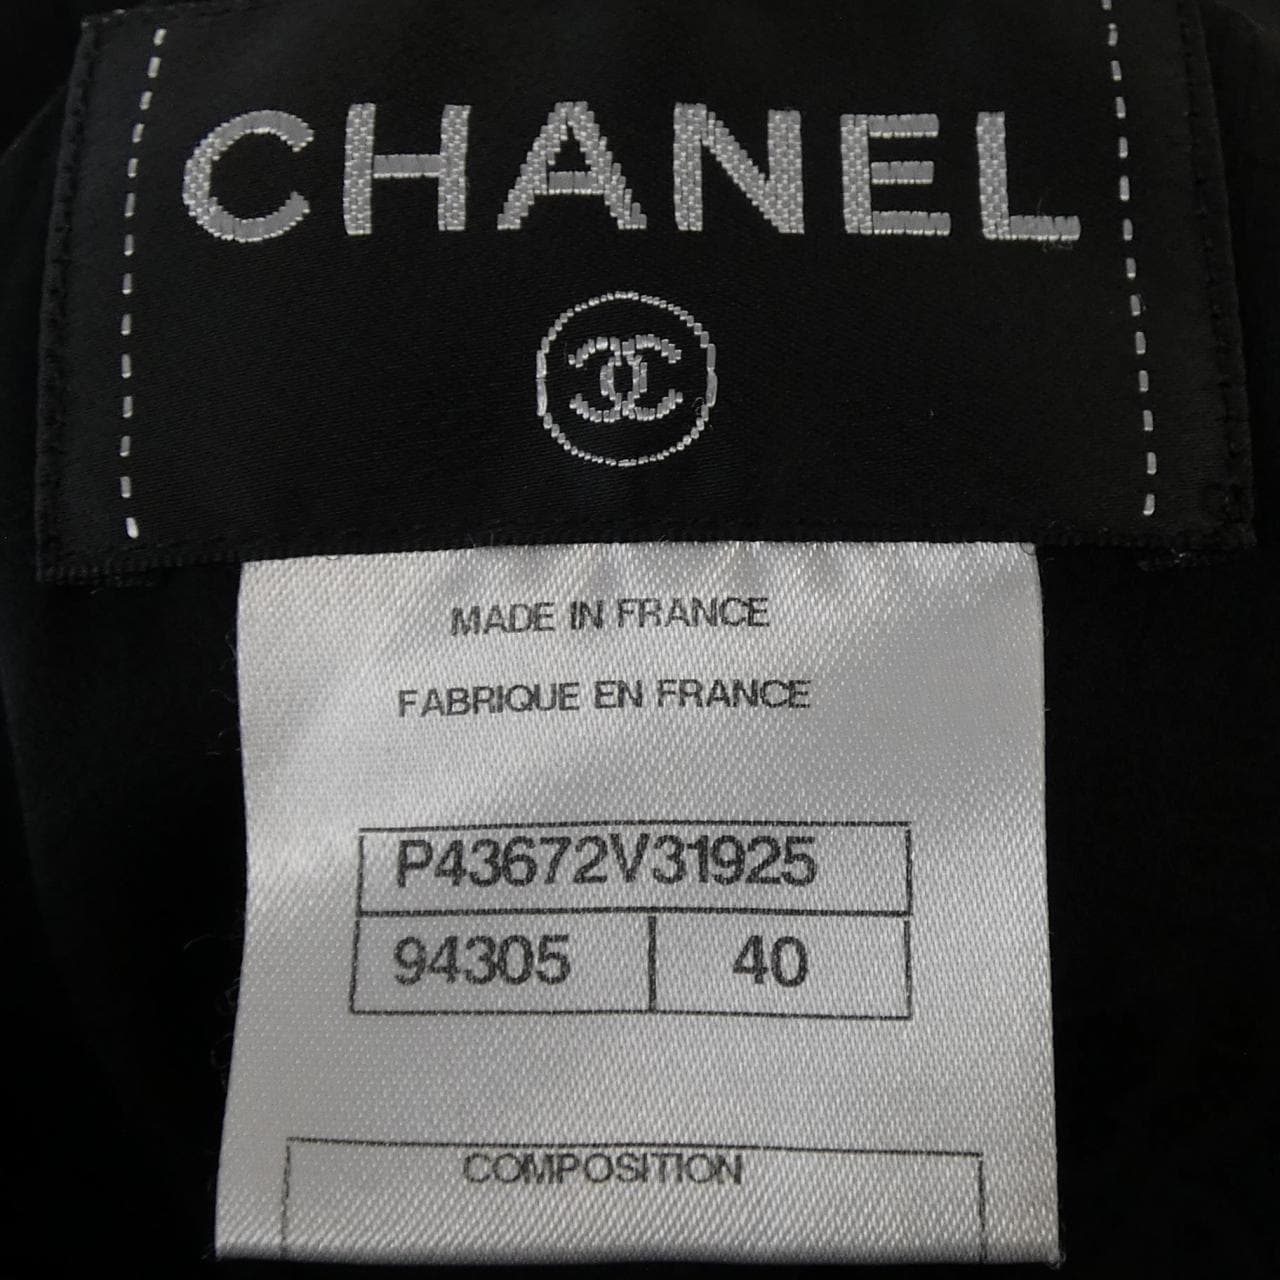 CHANEL
MADE IN FRANCE
FABRIQUE EN FRANCE
P43672V31925
94305 40
COMPOSITION